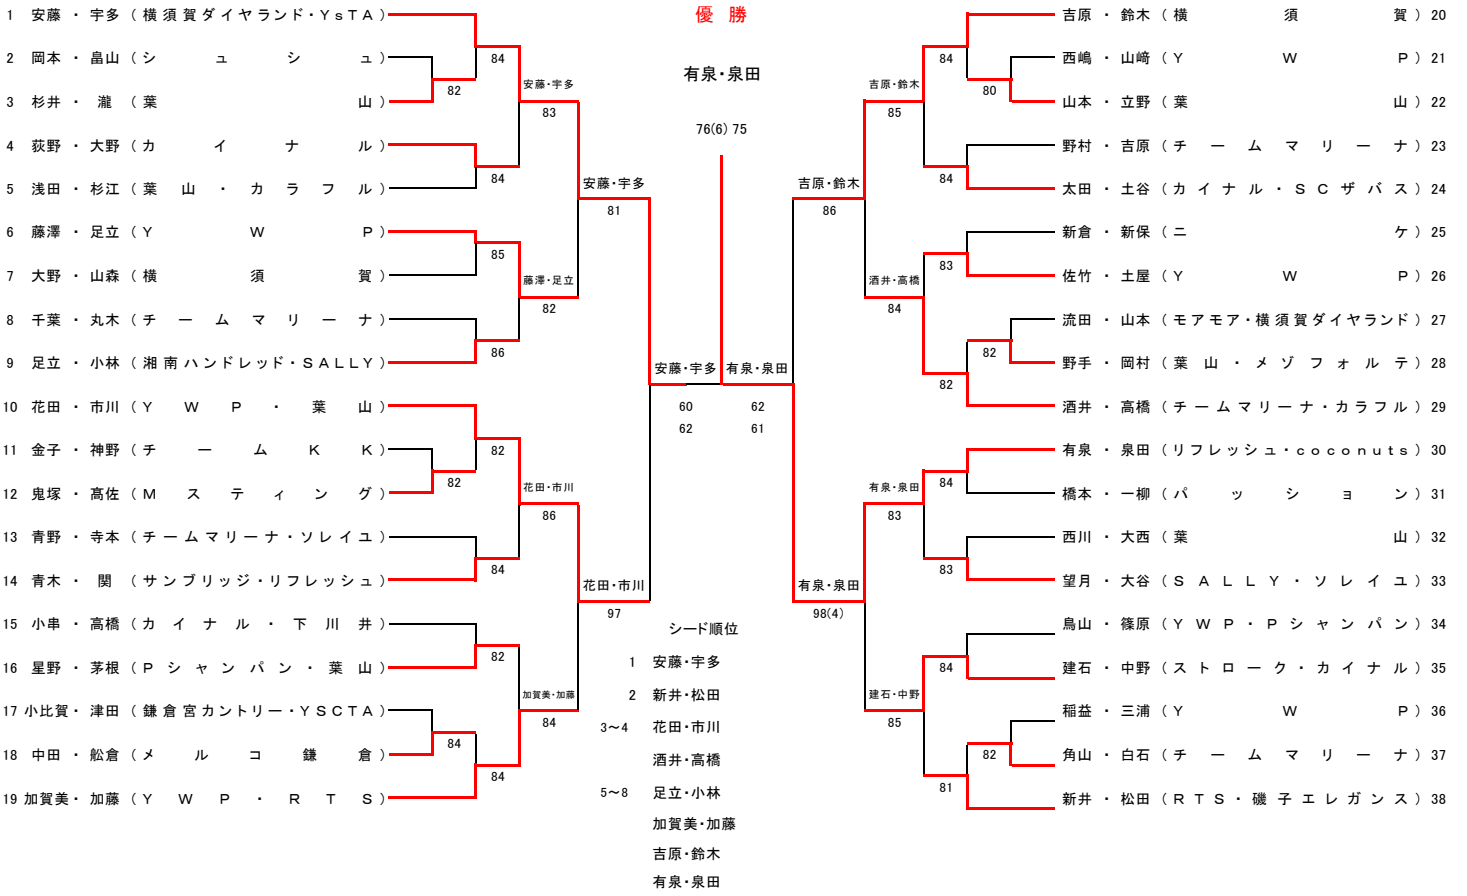 優 勝
有泉・泉田
76(6) 75
1 安藤 ・ 宇多 ( 横須賀ダイヤランド・YsTA )
2 岡本 ・ 畠山 ( シュシュ )
3 杉井 ・ 瀧 ( 葉山 )
4 荻野 ・ 大野 ( カイナル )
5 浅田 ・ 杉江 ( 葉山・カラフル )
6 藤澤 ・ 足立 ( YWP )
7 大野 ・ 山森 ( 横須賀 )
8 千葉 ・ 丸木 ( チームマリーナ )
9 足立 ・ 小林 ( 湘南ハンドレッド・SALLY )
10 花田 ・ 市川 ( YWP・葉山 )
11 金子 ・ 神野 ( チームKK )
12 鬼塚 ・ 高佐 ( Mスティング )
13 青野 ・ 寺本 ( チームマリーナ・ソレイユ )
14 青木 ・ 関 ( サンブリッジ・リフレッシュ )
15 小串 ・ 高橋 ( カイナル・下川井 )
16 星野 ・ 茅根 ( Pシャンパン・葉山 )
17 小比賀 ・ 津田 ( 鎌倉宮カントリー・YSCTA )
18 中田 ・ 舩倉 ( メルコ鎌倉 )
19 加賀美 ・ 加藤 ( YWP・RTS )
82
82
84
84
84
85
86
82
84
82
84
安藤・宇多
83
藤澤・足立
82
花田・市川
86
加賀美・加藤
84
安藤・宇多
81
花田・市川
97
安藤・宇多
60
62
有泉・泉田
62
61
吉原・鈴木
86
有泉・泉田
98(4)
吉原・鈴木
85
酒井・高橋
84
有泉・泉田
83
建石・中野
85
84
84
83
82
84
83
84
81
80
82
82
吉原 ・ 鈴木 ( 横須賀 ) 20
西嶋 ・ 山﨑 ( YWP ) 21
山本 ・ 立野 ( 葉山 ) 22
野村 ・ 吉原 ( チームマリーナ ) 23
太田 ・ 土谷 ( カイナル・SCザバス ) 24
新倉 ・ 新保 ( ニケ ) 25
佐竹 ・ 土屋 ( YWP ) 26
流田 ・ 山本 ( モアモア・横須賀ダイヤランド ) 27
野手 ・ 岡村 ( 葉山・メゾフォルテ ) 28
酒井 ・ 高橋 ( チームマリーナ・カラフル ) 29
有泉 ・ 泉田 ( リフレッシュ・coconuts ) 30
橋本 ・ 一柳 ( パッション ) 31
西川 ・ 大西 ( 葉山 ) 32
望月 ・ 大谷 ( SALLY・ソレイユ ) 33
鳥山 ・ 篠原 ( YWP・Pシャンパン ) 34
建石 ・ 中野 ( ストローク・カイナル ) 35
稲益 ・ 三浦 ( YWP ) 36
角山 ・ 白石 ( チームマリーナ ) 37
新井 ・ 松田 ( RTS・磯子エレガンス ) 38
シード順位
1 安藤・宇多
2 新井・松田
3～4 花田・市川
酒井・高橋
5～8 足立・小林
加賀美・加藤
吉原・鈴木
有泉・泉田